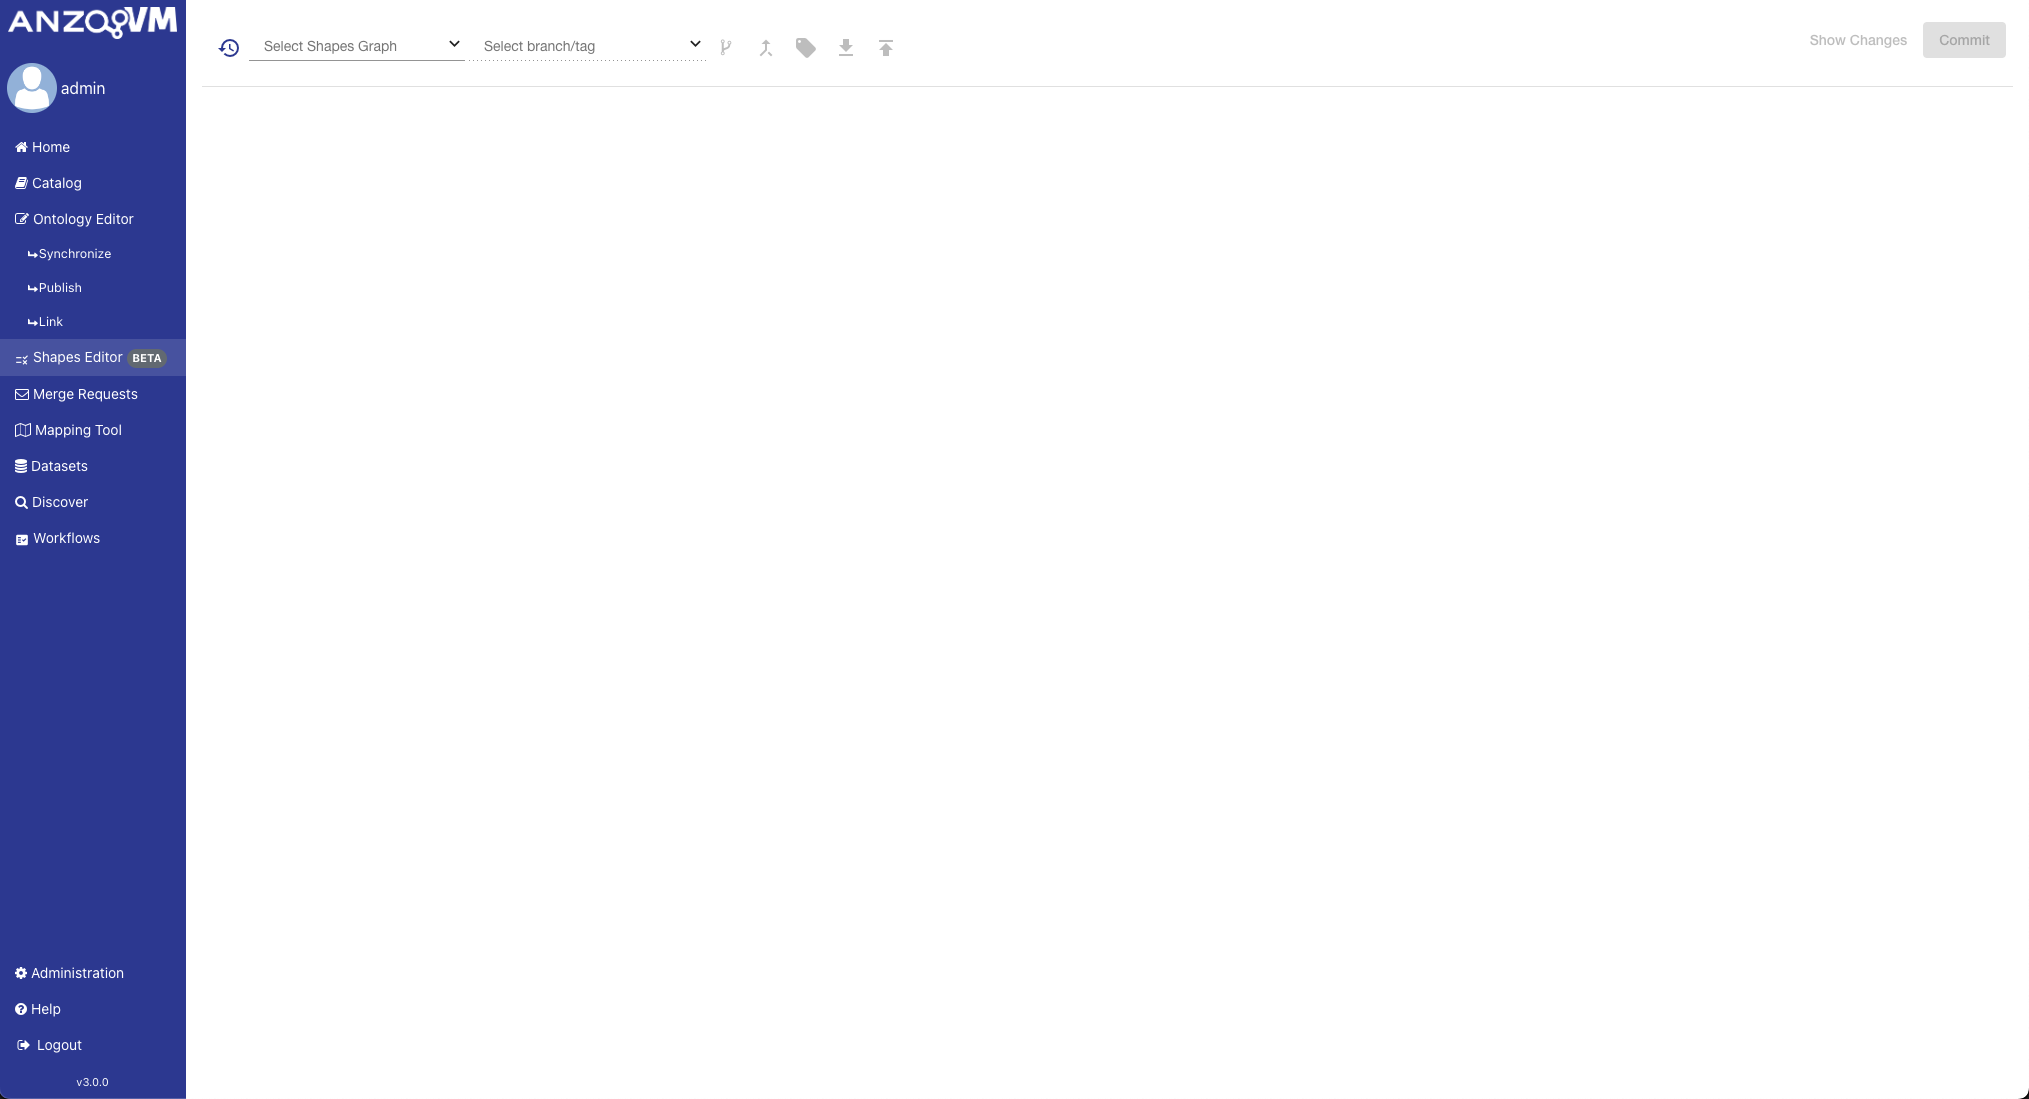 ANZOVM
admin
Home
Catalog
Ontology Editor
Synchronize
Publish
Link
Shapes Editor BETA
Merge Requests
Mapping Tool
Datasets
Discover
Workflows
Administration
Help
Logout
v3.0.0
Select Shapes Graph
Select branch/tag
Show Changes
Commit